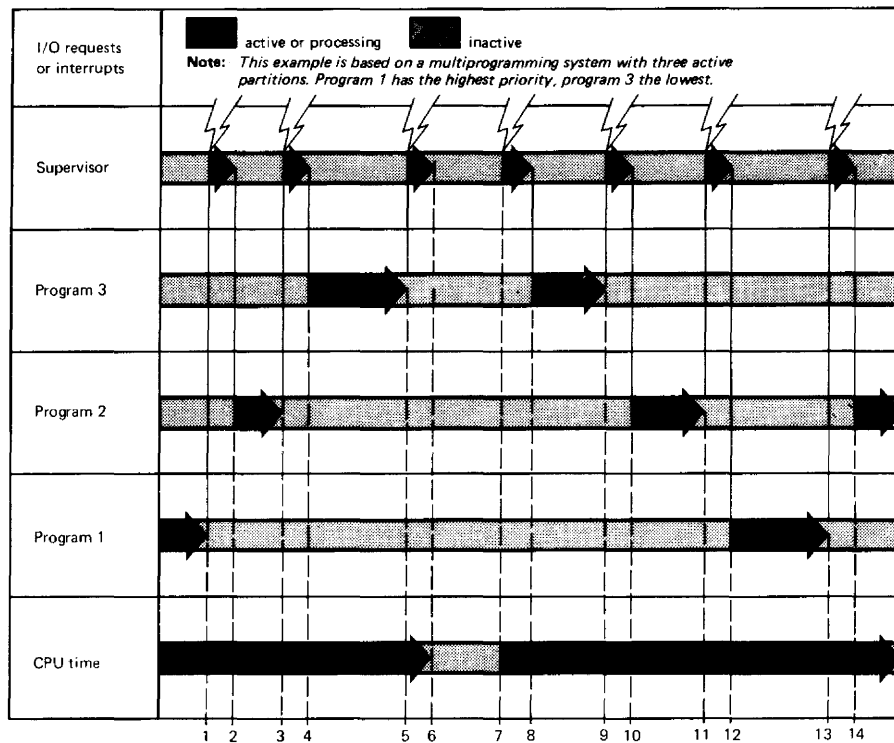 I/O requests
or interrupts
active or processing
inactive
Note: This example is based on a multiprogramming system with three active
partitions. Program 1 has the highest priority, program 3 the lowest.
Supervisor
Program 3
Program 2
Program 1
CPU time
1 2 3 4 5 6 7 8 9 10 11 12 13 14